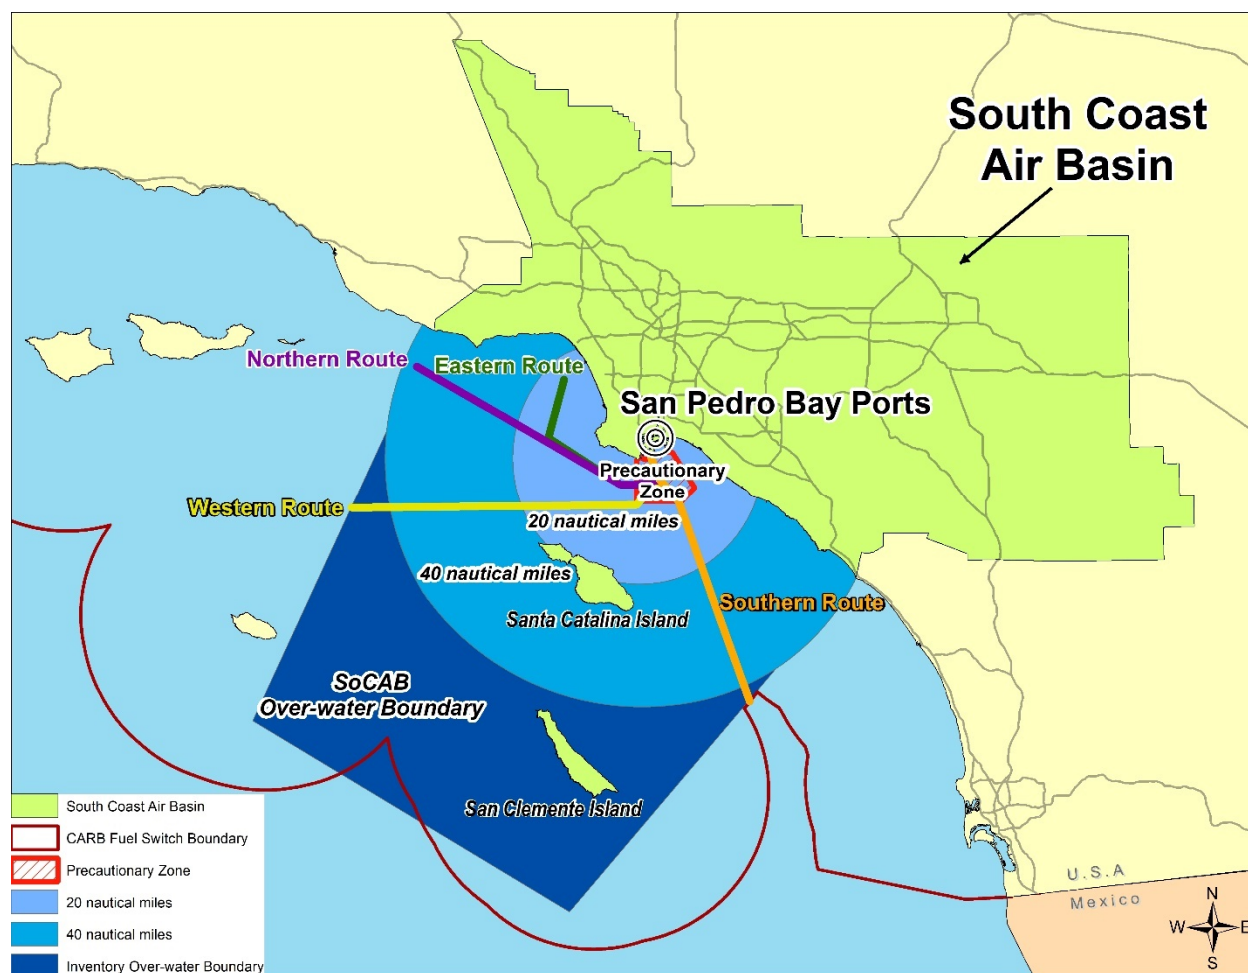 South Coast
Air Basin
Northern Route
Eastern Route
San Pedro Bay Ports
Precautionary
Zone
Western Route
20 nautical miles
40 nautical miles
Santa Catalina Island
Southern Route
SoCAB
Over-water Boundary
San Clemente Island
South Coast Air Basin
CARB Fuel Switch Boundary
Precautionary Zone
20 nautical miles
40 nautical miles
Inventory Over-water Boundary
U.S.A
Mexico
N
W
E
S